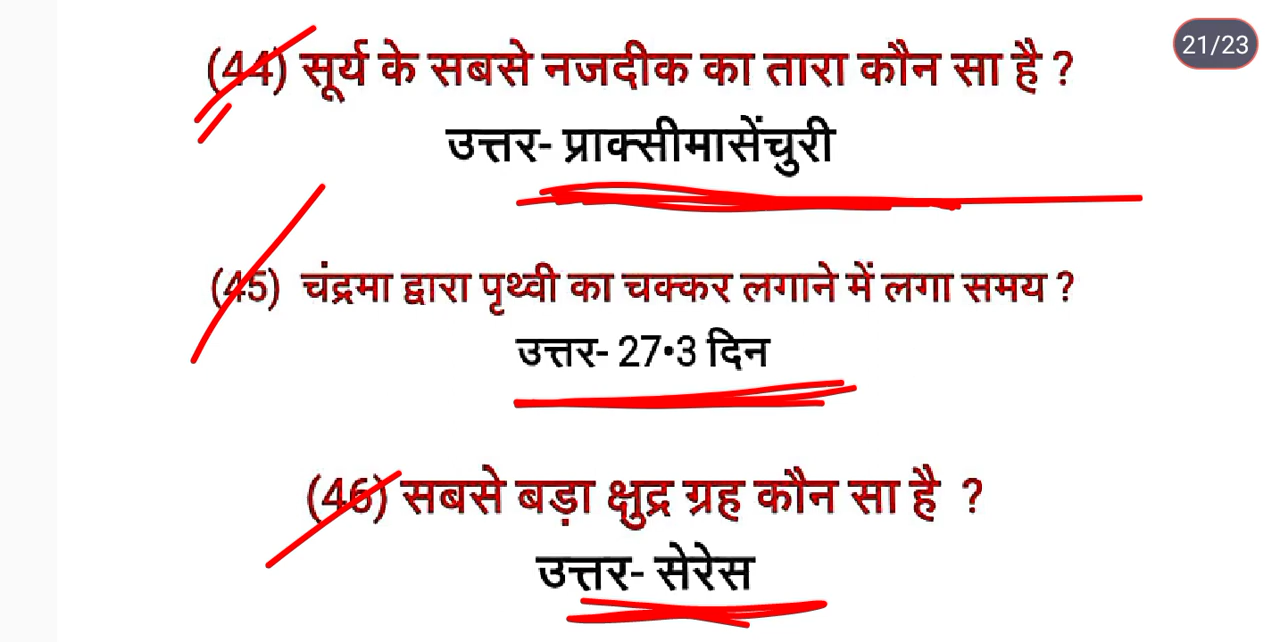 21/23
(44) सूर्य के सबसे नजदीक का तारा कौन सा है ?
उत्तर- प्राक्सीमासेंचुरी
(45) चंद्रमा द्वारा पृथ्वी का चक्कर लगाने में लगा समय ?
उत्तर- 27•3 दिन
(46) सबसे बड़ा क्षुद्र ग्रह कौन सा है ?
उत्तर- सेरेस